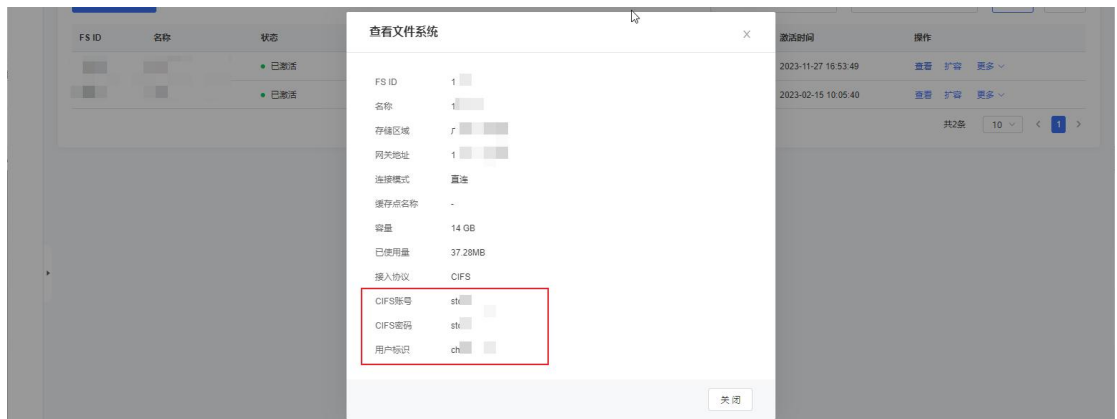 FS ID 名称 状态 激活时间 操作
● 已激活 2023-11-27 16:53:49 查看 扩容 更多
● 已激活 2023-02-15 10:05:40 查看 扩容 更多
共2条 10 < 1 >
查看文件系统 X
FS ID 1
名称 1
存储区域
网关地址 1
连接模式 直连
缓存点名称 -
容量 14 GB
已使用量 37.28MB
接入协议 CIFS
CIFS账号 st
CIFS密码 st
用户标识 ch
关 闭